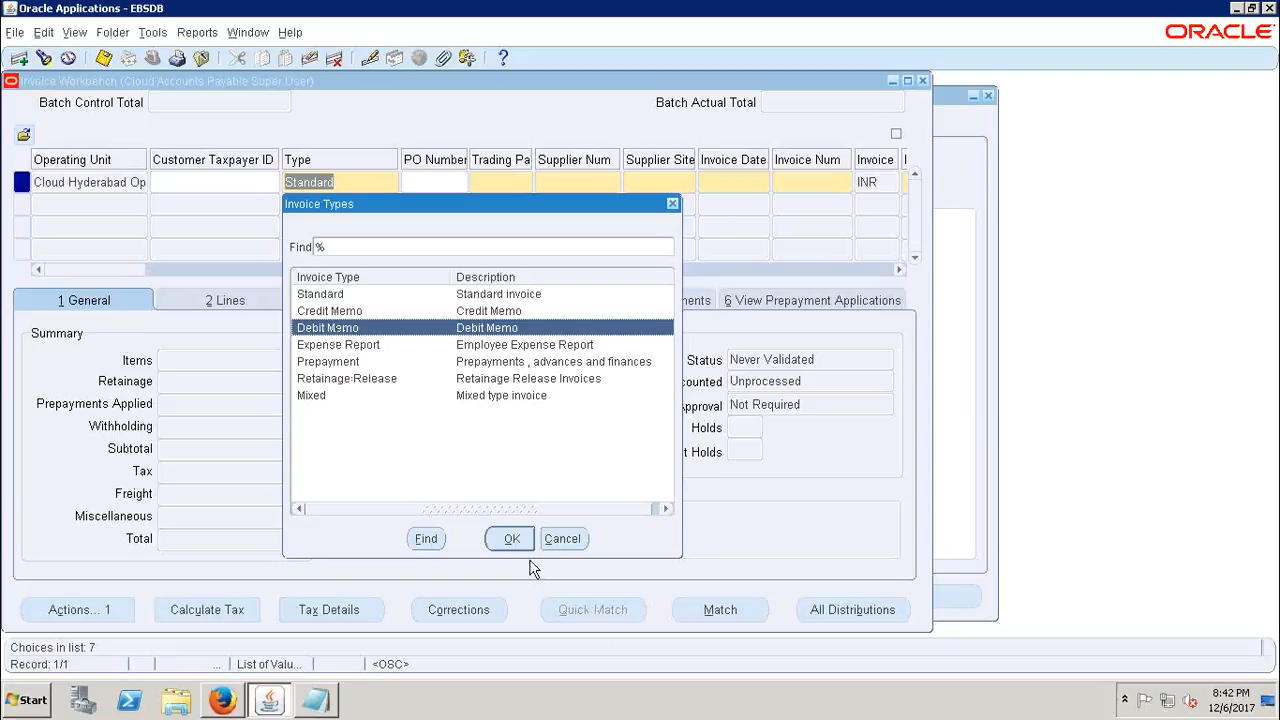 Oracle Applications - EBSDB
File Edit View Folder Tools Reports Window Help
ORACLE
Invoice Workbench (Cloud Accounts Payable Super User)
Batch Control Total
Batch Actual Total
Operating Unit Customer Taxpayer ID Type PO Number Trading Pa Supplier Num Supplier Site Invoice Date Invoice Num Invoice
Cloud Hyderabad Op Standard INR
Invoice Types
Find %
Invoice Type Description
Standard Standard invoice
Credit Memo Credit Memo
Debit Memo Debit Memo
Expense Report Employee Expense Report
Prepayment Prepayments , advances and finances
Retainage Release Retainage Release Invoices
Mixed Mixed type invoice
Find OK Cancel
1 General 2 Lines 6 View Prepayment Applications
Summary
Items
Retainage
Prepayments Applied
Withholding
Subtotal
Tax
Freight
Miscellaneous
Total
Status Never Validated
Unprocessed
Approval Not Required
Holds
Holds
Actions... 1 Calculate Tax Tax Details Corrections Quick Match Match All Distributions
Choices in list: 7
Record: 1/1 ... List of Valu... <OSC>
Start
8:42 PM
12/6/2017